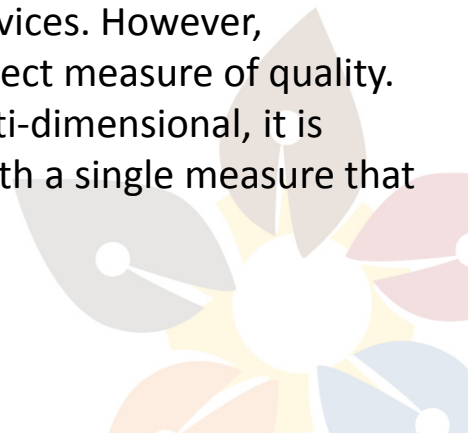 vices. However,
ect measure of quality.
ti-dimensional, it is
th a single measure that